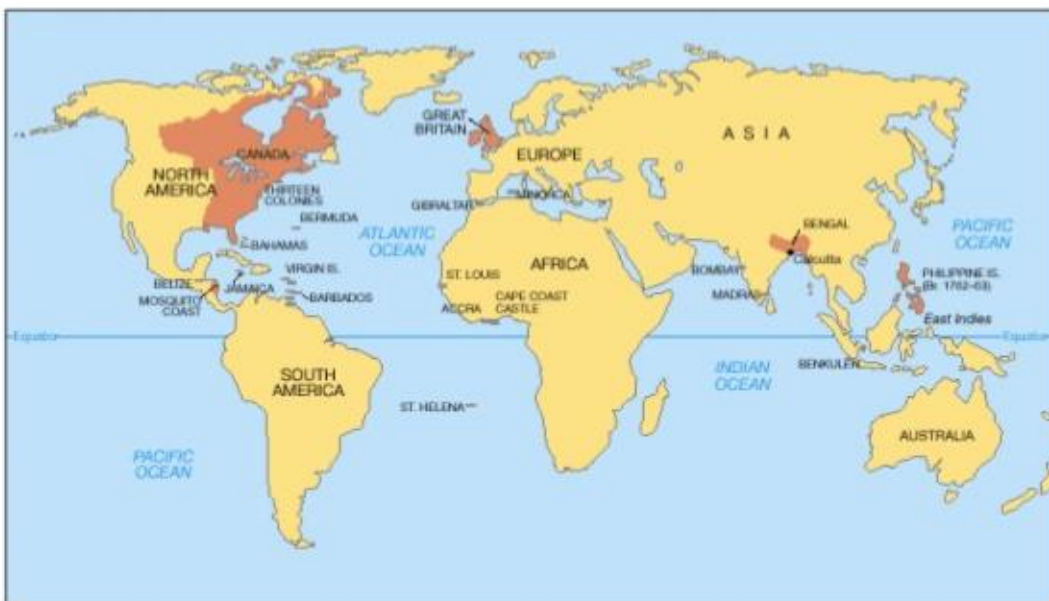 GREAT
BRITAIN
A S I A
CANADA
EUROPE
NORTH
AMERICA
THIRTEEN
COLONIES
MINORCA
GIBRALTAR
BERMUDA
BENGAL
PACIFIC
OCEAN
ATLANTIC
OCEAN
BAHAMAS
Calcutta
AFRICA
BOMBAY
VIRGIN IS.
ST. LOUIS
PHILIPPINE IS.
(Br. 1762–63)
BELIZE
JAMAICA
MADRAS
MOSQUITO
COAST
BARBADOS
CAPE COAST
CASTLE
ACCRA
East Indies
Equator
Equator
INDIAN
OCEAN
BENKULEN
SOUTH
AMERICA
ST. HELENA
AUSTRALIA
PACIFIC
OCEAN